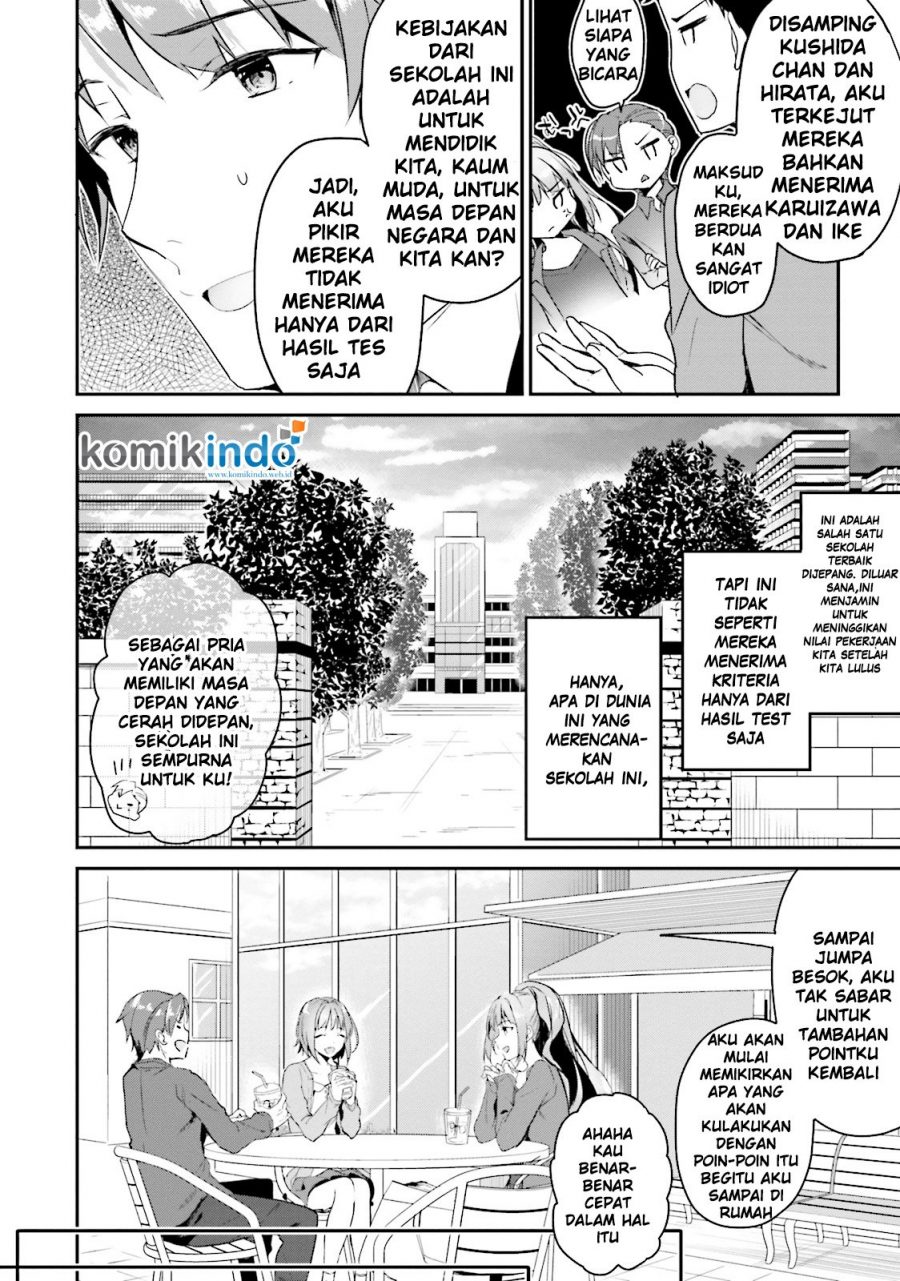 DISAMPING
KUSHIDA
CHAN DAN
HIRATA, AKU
TERKEJUT
MEREKA
BAHKAN
MENERIMA
KARUIZAWA
DAN IKE
LIHAT
SIAPA
YANG
BICARA
MAKSUD
KU, MEREKA
BERDUA
KAN
SANGAT
IDIOT
KEBIJAKAN
DARI
SEKOLAH INI
ADALAH
UNTUK
MENDIDIK
KITA, KAUM
MUDA, UNTUK
MASA DEPAN
NEGARA DAN
KITA KAN?
JADI,
AKU
PIKIR
MEREKA
TIDAK
MENERIMA
HANYA DARI
HASIL TES
SAJA
komikindo
www.komikindo.web.id
INI ADALAH
SALAH SATU
SEKOLAH
TERBAIK
DIJEPANG. DILUAR
SANA,INI
MENJAMIN
UNTUK
MENINGGIKAN
NILAI PEKERJAAN
KITA SETELAH
KITA LULUS
TAPI INI
TIDAK
SEPERTI
MEREKA
MENERIMA
KRITERIA
HANYA DARI
HASIL TEST
SAJA
HANYA,
APA DI DUNIA
INI YANG
MERENCANA-
KAN
SEKOLAH INI,
SEBAGAI PRIA
YANG AKAN
MEMILIKI MASA
DEPAN YANG
CERAH DIDEPAN,
SEKOLAH INI
SEMPURNA
UNTUK KU!
SAMPAI
JUMPA
BESOK, AKU
TAK SABAR
UNTUK
TAMBAHAN
POINTKU
KEMBALI
AKU AKAN
MULAI
MEMIKIRKAN
APA YANG
AKAN
KULAKUKAN
DENGAN
POIN-POIN ITU
BEGITU AKU
SAMPAI DI
RUMAH
AHAHA
KAU
BENAR-
BENAR
CEPAT
DALAM HAL
ITU